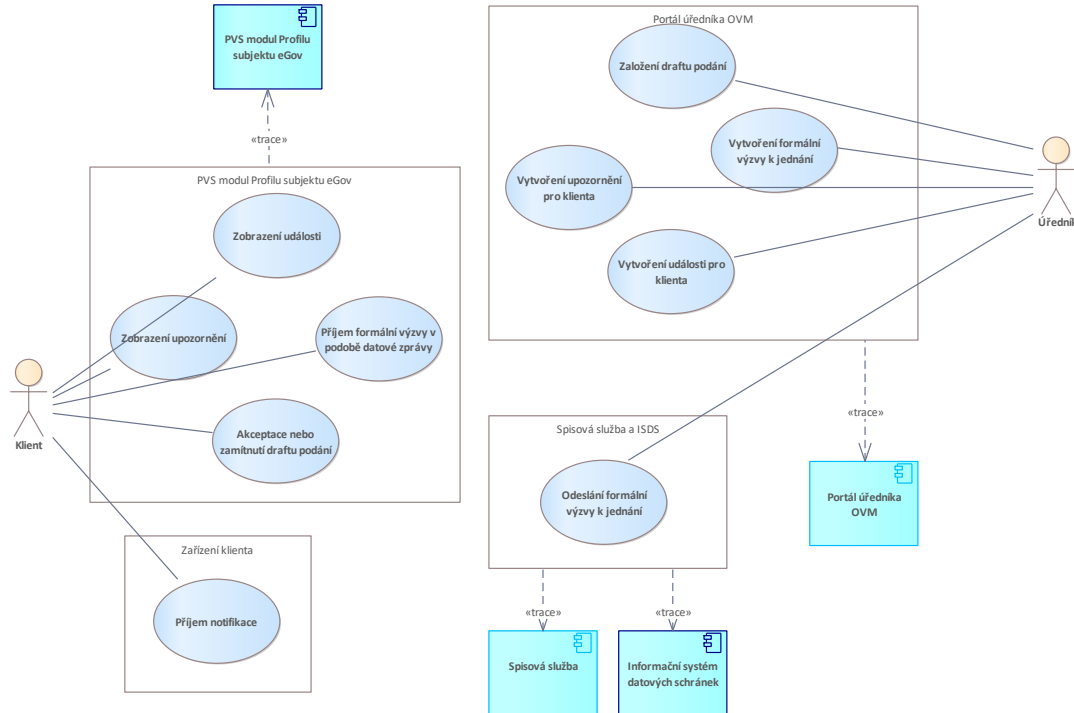 PVS modul Profilu
subjektu eGov
«trace»
PVS modul Profilu subjektu eGov
Zobrazení události
Zobrazení upozornění
Příjem formální výzvy v
podobě datové zprávy
Akceptace nebo
zamítnutí draftu podání
Klient
Zařízení klienta
Příjem notifikace
Portál úředníka OVM
Založení draftu podání
Vytvoření formální
výzvy k jednání
Vytvoření upozornění
pro klienta
Vytvoření události pro
klienta
Úředník
«trace»
Portál úředníka
OVM
Spisová služba a ISDS
Odeslání formální
výzvy k jednání
«trace»
«trace»
Spisová služba
Informační systém
datových schránek